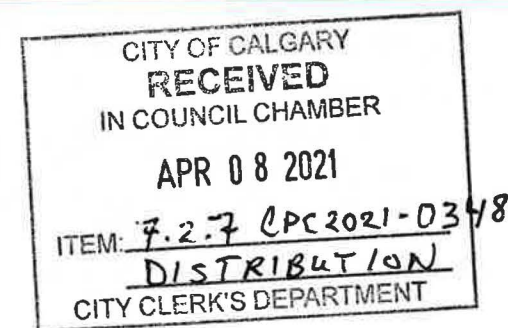 CITY OF CALGARY
RECEIVED
IN COUNCIL CHAMBER
APR 08 2021
ITEM: 7.2.7 CPC2021-0348
DISTRIBUTION
CITY CLERK'S DEPARTMENT